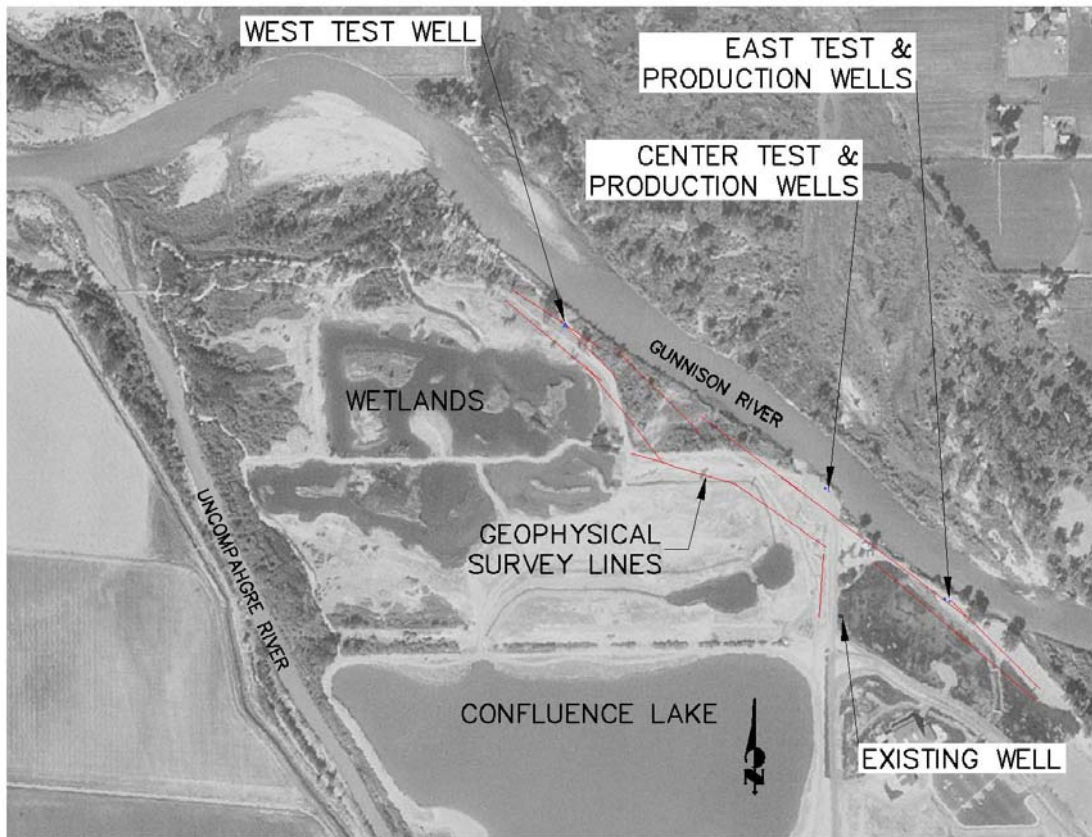 WEST TEST WELL
EAST TEST &
PRODUCTION WELLS
CENTER TEST &
PRODUCTION WELLS
GUNNISON RIVER
WETLANDS
UNCOMPAHGRE RIVER
GEOPHYSICAL
SURVEY LINES
CONFLUENCE LAKE
N
EXISTING WELL